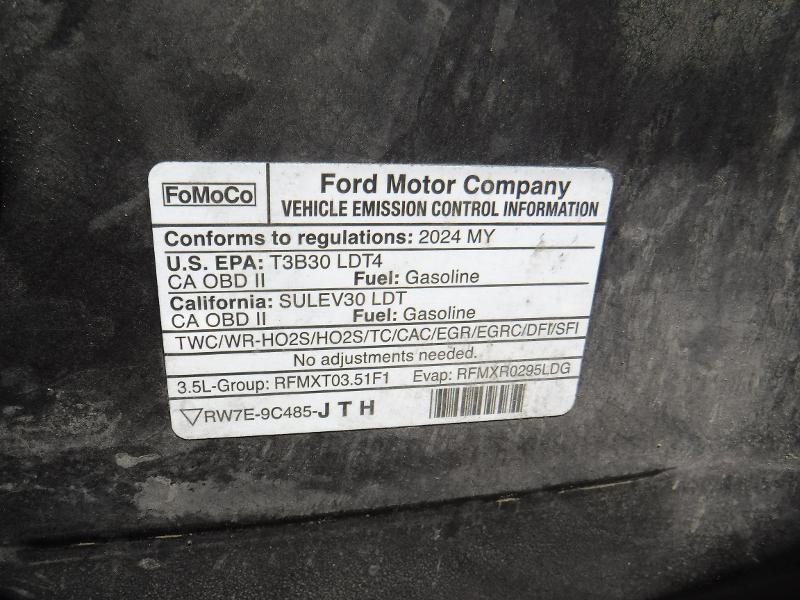 FoMoCo
Ford Motor Company
VEHICLE EMISSION CONTROL INFORMATION
Conforms to regulations: 2024 MY
U.S. EPA: T3B30 LDT4
CA OBD II Fuel: Gasoline
California: SULEV30 LDT
CA OBD II Fuel: Gasoline
TWC/WR-HO2S/HO2S/TC/CAC/EGR/EGRC/DFI/SFI
No adjustments needed.
3.5L-Group: RFMXT03.51F1 Evap: RFMXR0295LDG
RW7E-9C485-JTH